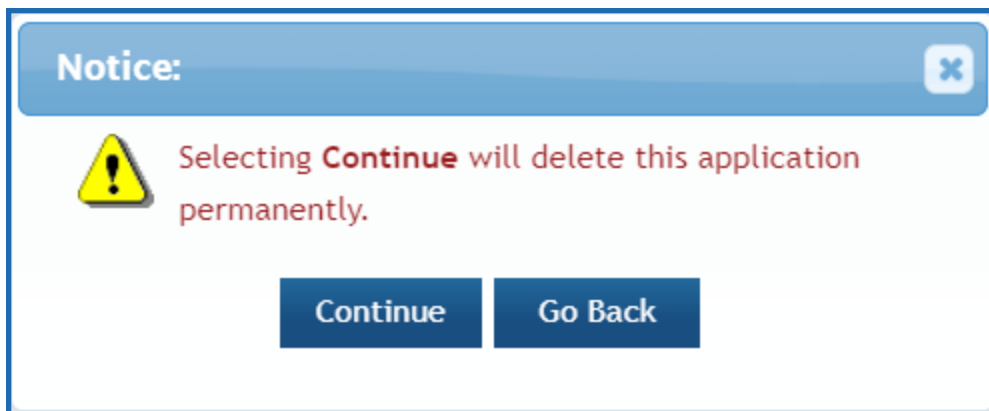 Notice:
Selecting Continue will delete this application
permanently.
Continue
Go Back